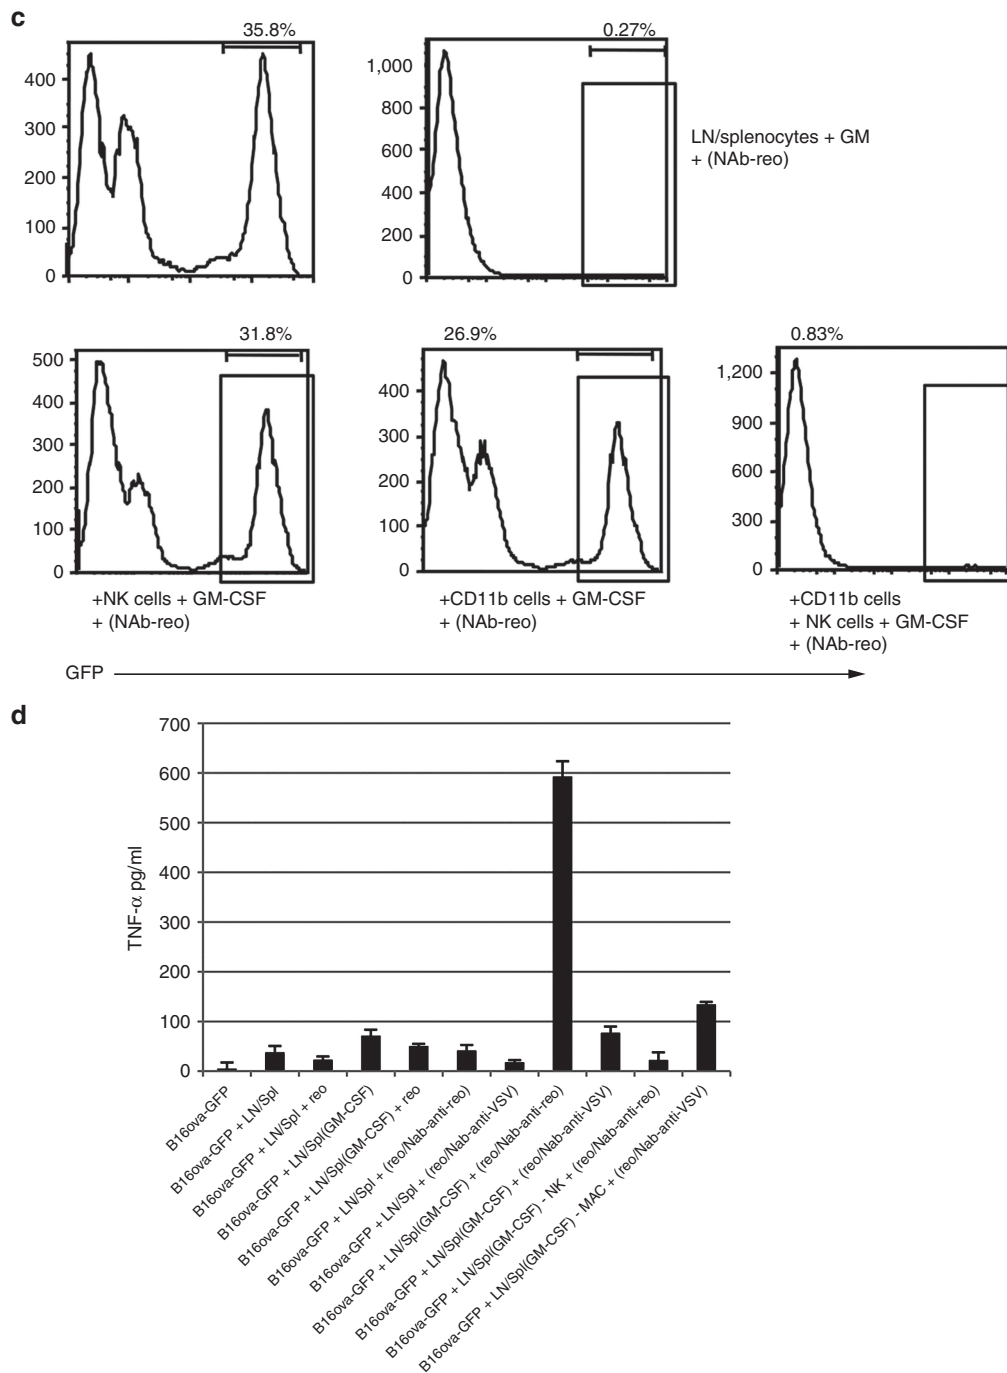 c
35.8%
400
300
200
100
0
0.27%
1,000
800
600
400
200
0
LN/splenocytes + GM
+ (NAb-reo)
31.8%
500
400
300
200
100
0
+NK cells + GM-CSF
+ (NAb-reo)
26.9%
400
300
200
100
0
+CD11b cells + GM-CSF
+ (NAb-reo)
0.83%
1,200
900
600
300
0
+CD11b cells
+ NK cells + GM-CSF
+ (NAb-reo)
GFP
d
TNF-α pg/ml
700
600
500
400
300
200
100
0
B16ova-GFP
B16ova-GFP + LN/Spl
B16ova-GFP + LN/Spl + reo
B16ova-GFP + LN/Spl(GM-CSF)
B16ova-GFP + LN/Spl(GM-CSF) + reo
B16ova-GFP + LN/Spl + (reo/Nab-anti-reo)
B16ova-GFP + LN/Spl + (reo/Nab-anti-VSV)
B16ova-GFP + LN/Spl(GM-CSF) + (reo/Nab-anti-reo)
B16ova-GFP + LN/Spl(GM-CSF) + (reo/Nab-anti-VSV)
B16ova-GFP + LN/Spl(GM-CSF) - NK + (reo/Nab-anti-reo)
B16ova-GFP + LN/Spl(GM-CSF) - MAC + (reo/Nab-anti-VSV)